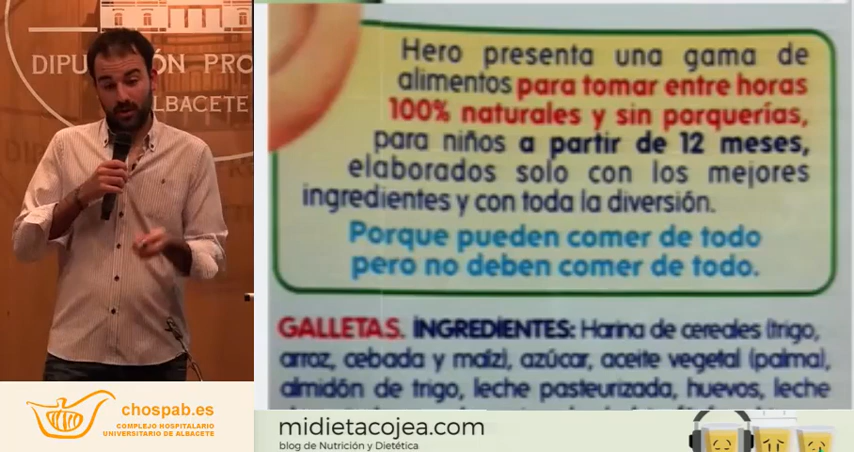 DIPU
IÓN PRO
ALBACETE
Hero presenta una gama de
alimentos para tomar entre horas
100% naturales y sin porquerías,
para niños a partir de 12 meses,
elaborados solo con los mejores
ingredientes y con toda la diversión.
Porque pueden comer de todo
pero no deben comer de todo.
GALLETAS. INGREDIENTES: Harina de cereales (trigo,
arroz, cebada y maíz), azúcar, aceite vegetal (palma),
almidón de trigo, leche pasteurizada, huevos, leche
chospab.es
COMPLEJO HOSPITALARIO
UNIVERSITARIO DE ALBACETE
midietacojea.com
blog de Nutrición y Dietética